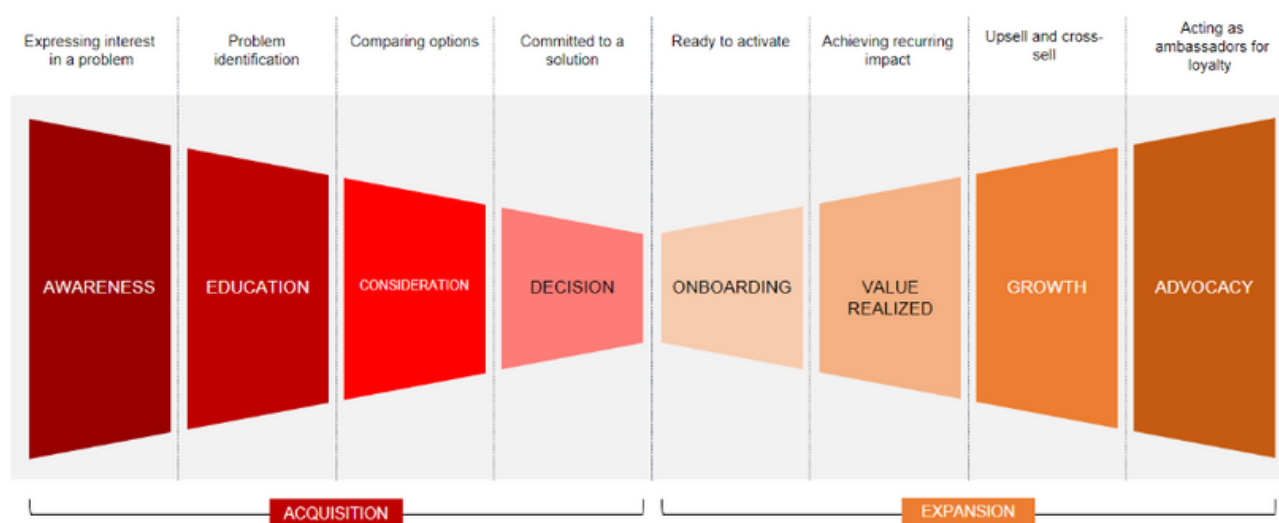 Expressing interest
in a problem
Problem
identification
Comparing options
Committed to a
solution
Ready to activate
Achieving recurring
impact
Upsell and cross-
sell
Acting as
ambassadors for
loyalty
AWARENESS
EDUCATION
CONSIDERATION
DECISION
ONBOARDING
VALUE
REALIZED
GROWTH
ADVOCACY
ACQUISITION
EXPANSION